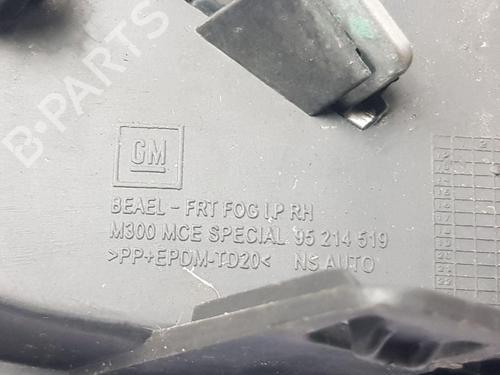 B-PARTS
GM
BEAEL - FRT FOG LP RH
M300 MCE SPECIAL 95 214 519
>PP+EPDM-TD20< NS AUTO